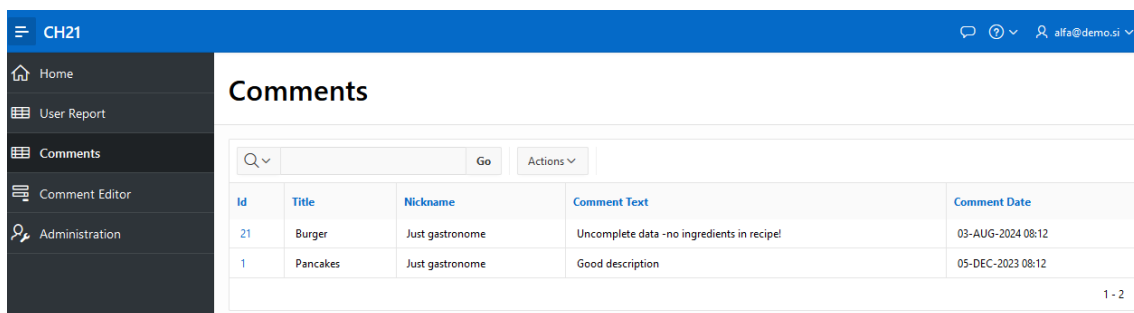 CH21
alfa@demo.si
Home
User Report
Comments
Comment Editor
Administration
Comments
Go Actions
Id Title Nickname Comment Text Comment Date
21 Burger Just gastronome Uncomplete data -no ingredients in recipe! 03-AUG-2024 08:12
1 Pancakes Just gastronome Good description 05-DEC-2023 08:12
1 - 2